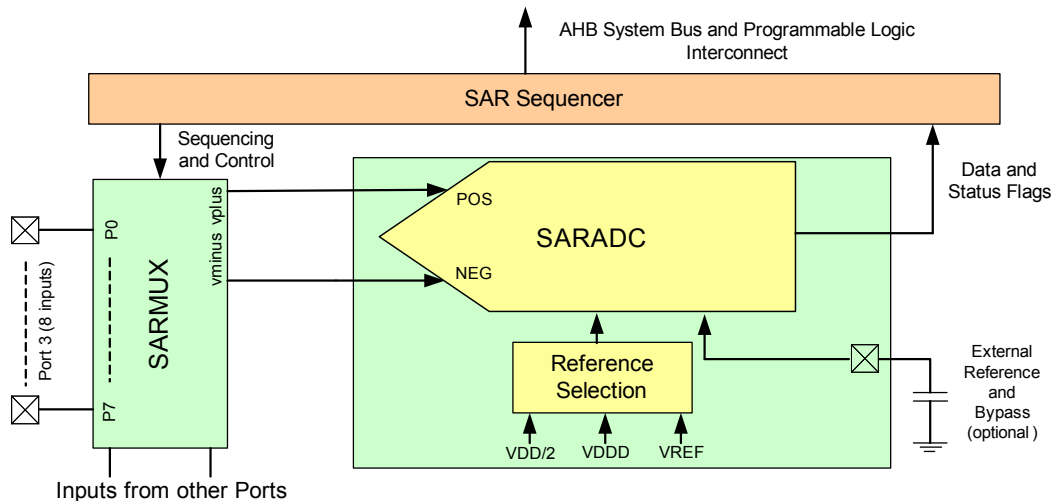 AHB System Bus and Programmable Logic
Interconnect
SAR Sequencer
Sequencing
and Control
Data and
Status Flags
vminus vplus
POS
SARADC
NEG
P0
SARMUX
Port 3 (8 inputs)
P7
Reference
Selection
External
Reference
and
Bypass
(optional )
VDD/2
VDDD
VREF
Inputs from other Ports